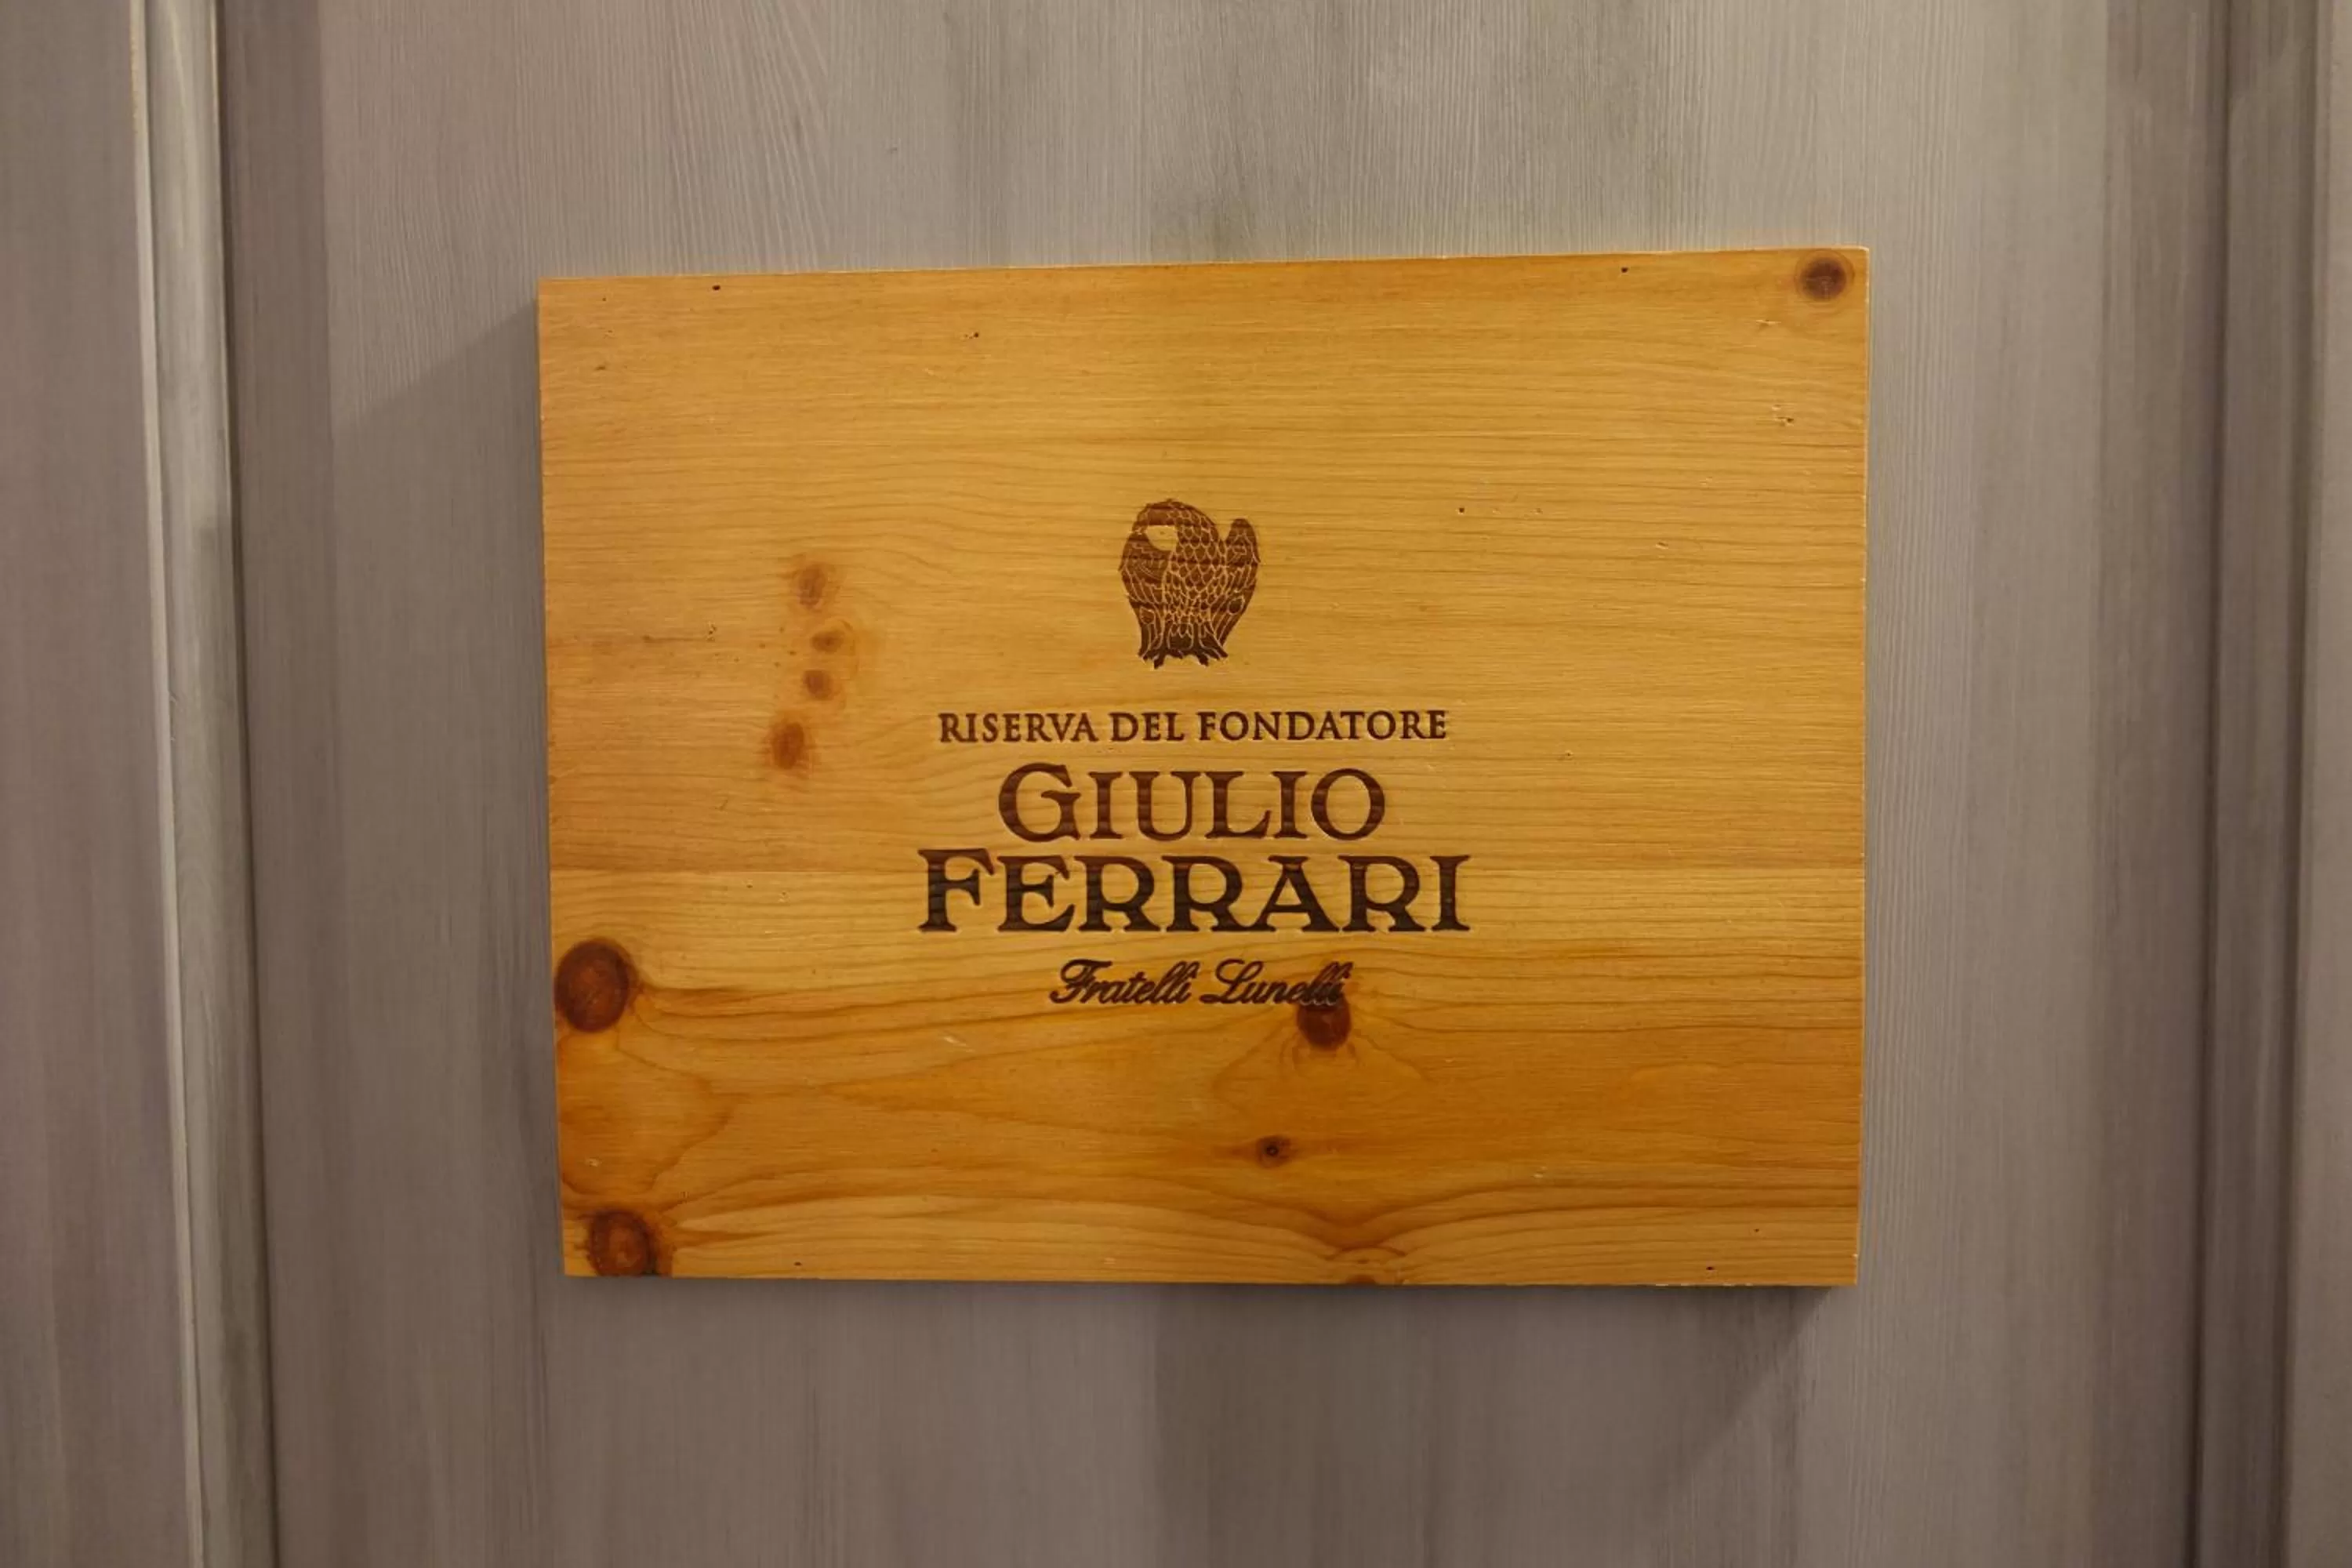 RISERVA DEL FONDATORE
GIULIO
FERRARI
Fratelli Lunelli